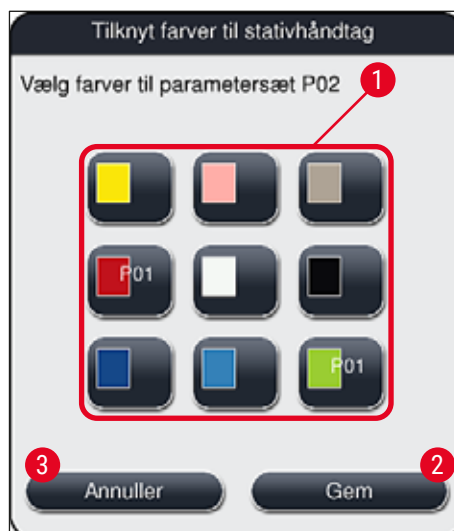 Tilknyt farver til stativhåndtag
Vælg farver til parametersæt P02
1
P01
P01
3
2
Annuller
Gem